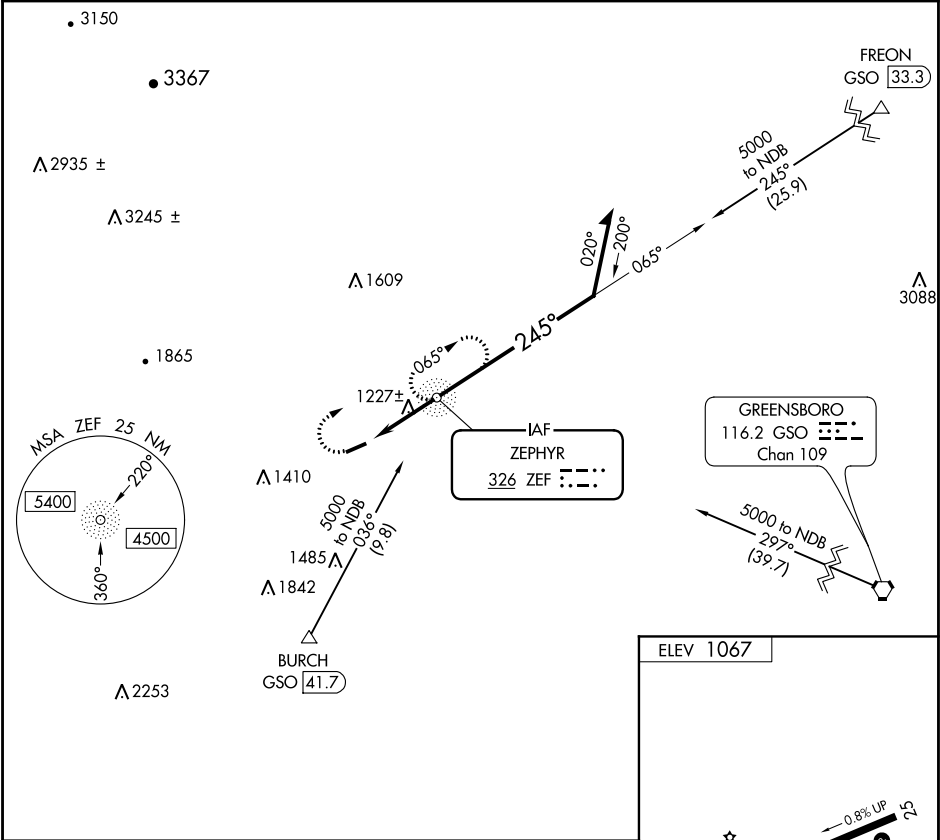 3150
3367
FREON
GSO 33.3
2935 ±
3245 ±
5000
to NDB
245°
(25.9)
020°
200°
065°
1609
3088
245°
1865
065°
1227±
MSA ZEF 25 NM
220°
5400
4500
360°
IAF
ZEPHYR
326 ZEF
GREENSBORO
116.2 GSO
Chan 109
1410
5000
to NDB
036°
(9.8)
1485
1842
5000 to NDB
297°
(39.7)
BURCH
GSO 41.7
2253
ELEV 1067
0.8% UP
25